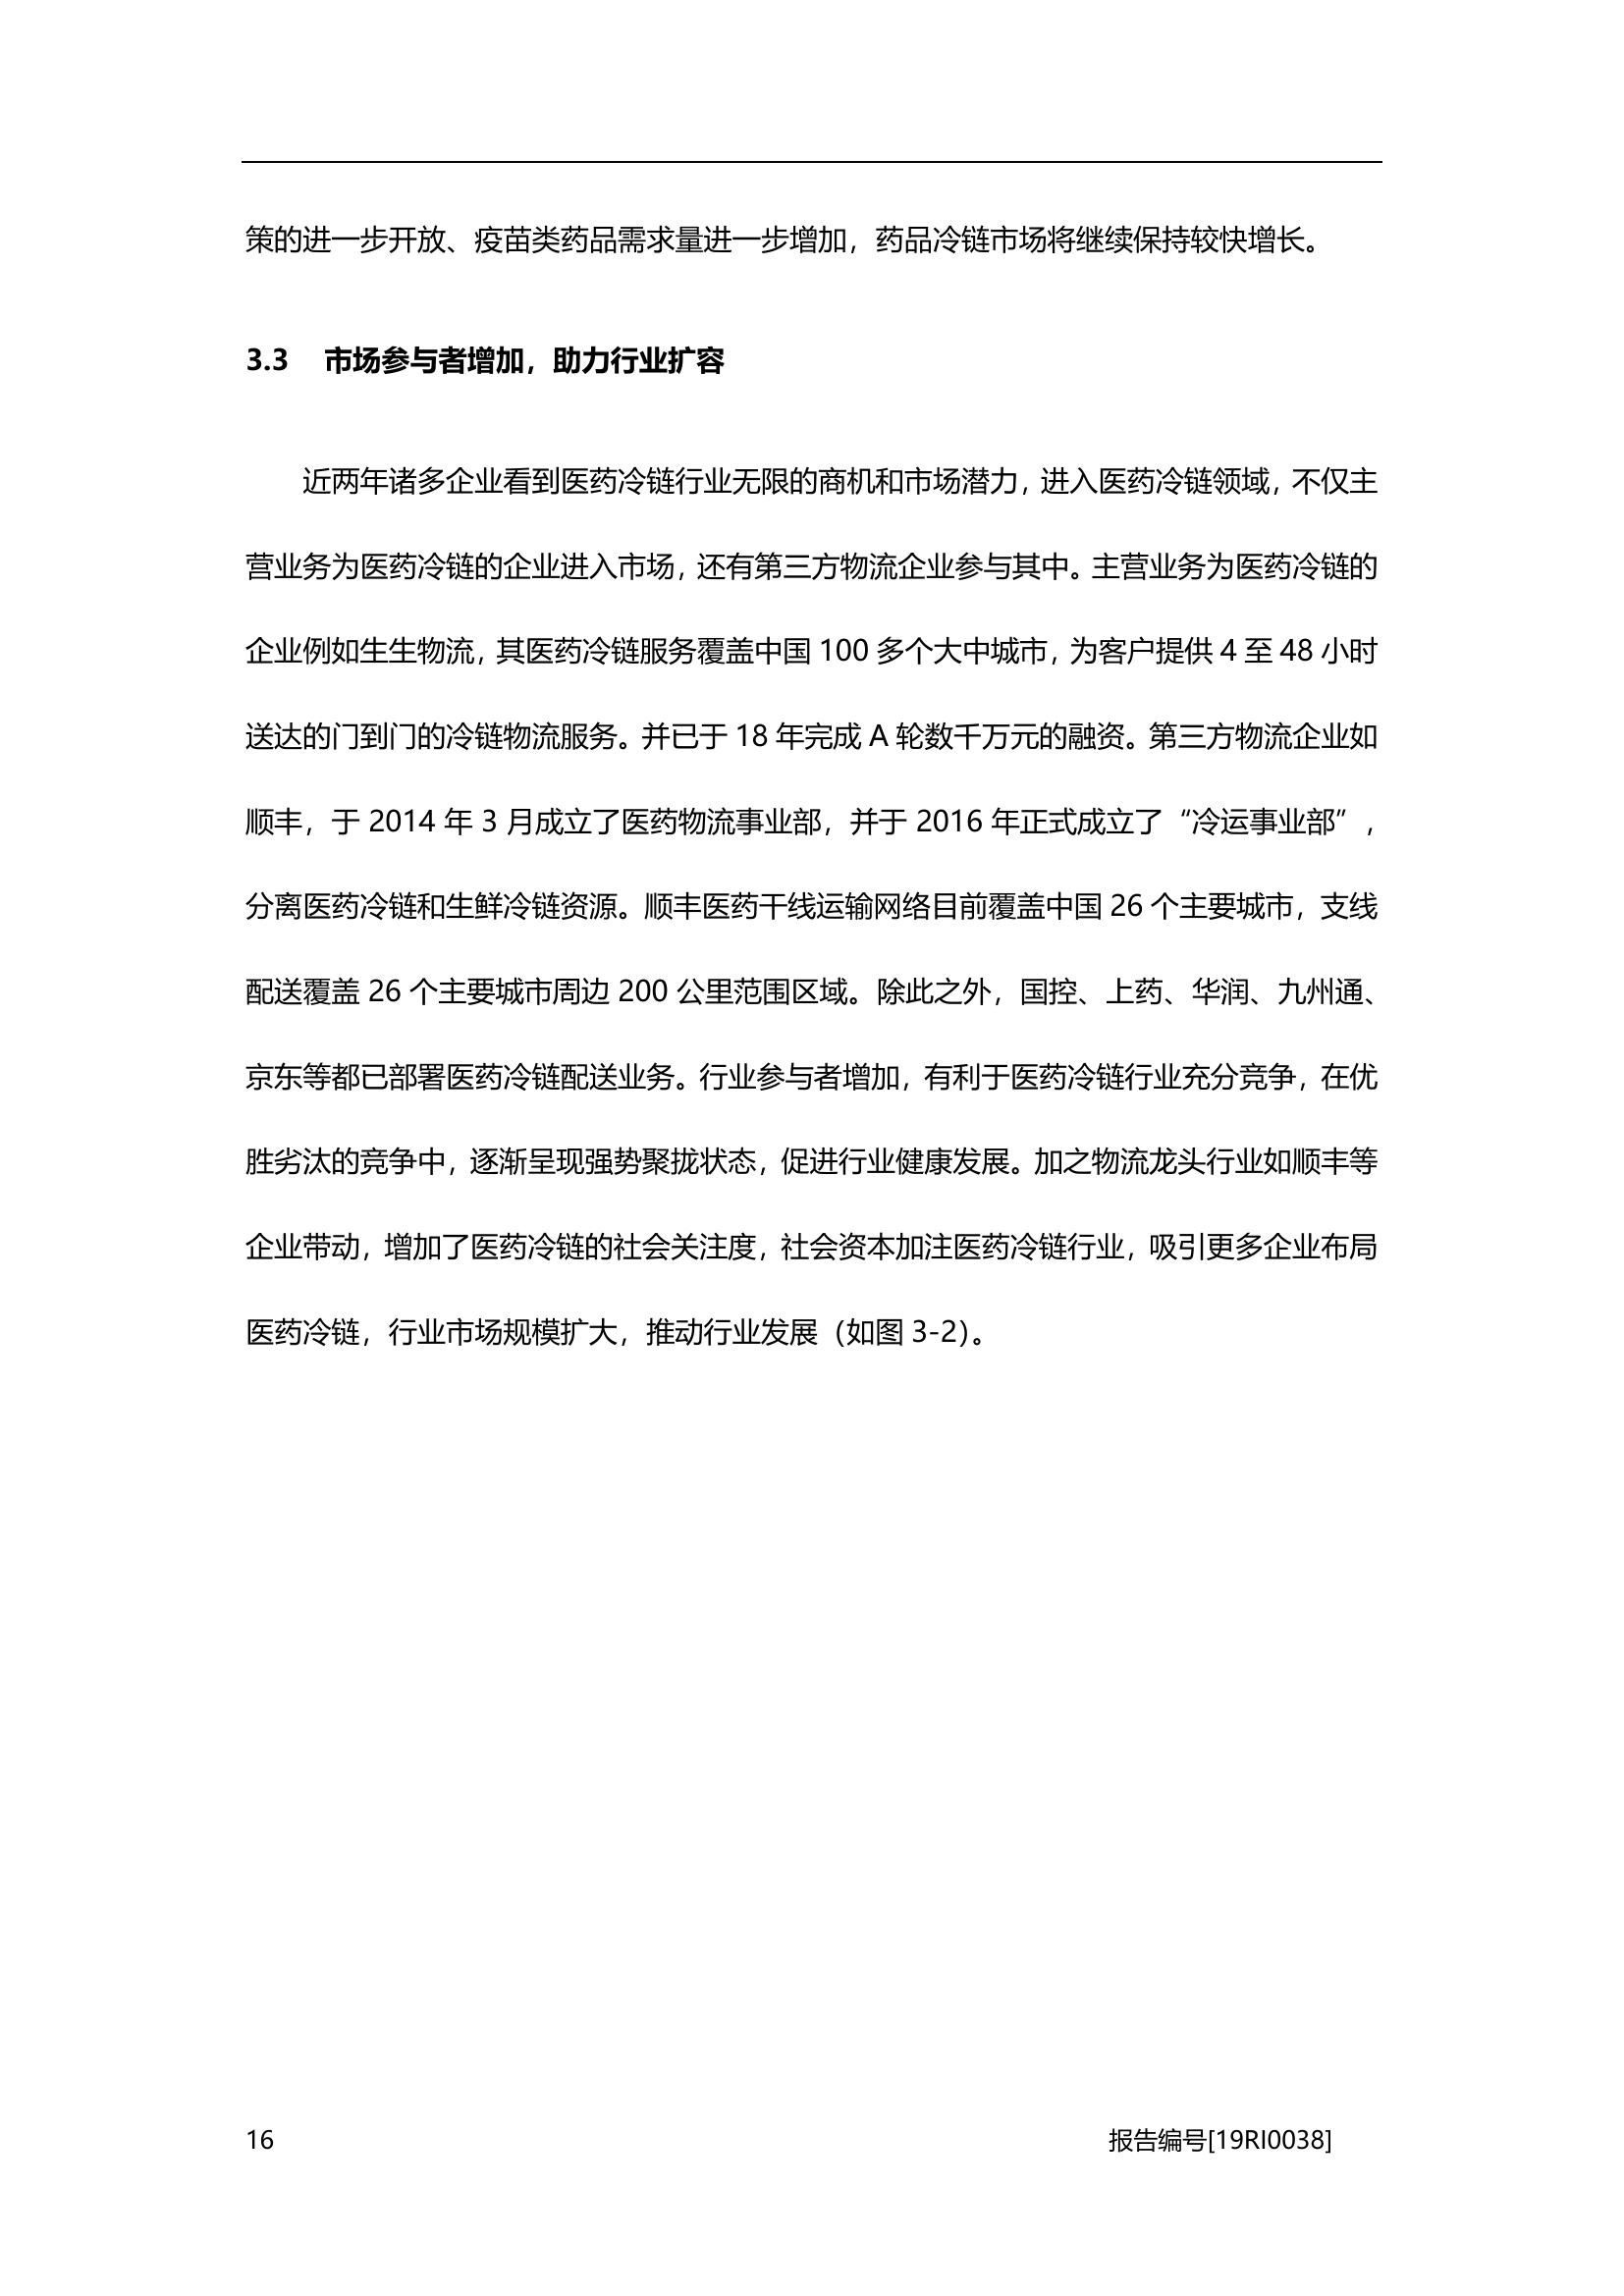 策的进一步开放、疫苗类药品需求量进一步增加，药品冷链市场将继续保持较快增长。
3.3 市场参与者增加，助力行业扩容
近两年诸多企业看到医药冷链行业无限的商机和市场潜力，进入医药冷链领域，不仅主
营业务为医药冷链的企业进入市场，还有第三方物流企业参与其中。主营业务为医药冷链的
企业例如生生物流，其医药冷链服务覆盖中国 100 多个大中城市，为客户提供 4 至 48 小时
送达的门到门的冷链物流服务。并已于 18 年完成 A 轮数千万元的融资。第三方物流企业如
顺丰，于 2014 年 3 月成立了医药物流事业部，并于 2016 年正式成立了“冷运事业部”，
分离医药冷链和生鲜冷链资源。顺丰医药干线运输网络目前覆盖中国 26 个主要城市，支线
配送覆盖 26 个主要城市周边 200 公里范围区域。除此之外，国控、上药、华润、九州通、
京东等都已部署医药冷链配送业务。行业参与者增加，有利于医药冷链行业充分竞争，在优
胜劣汰的竞争中，逐渐呈现强势聚拢状态，促进行业健康发展。加之物流龙头行业如顺丰等
企业带动，增加了医药冷链的社会关注度，社会资本加注医药冷链行业，吸引更多企业布局
医药冷链，行业市场规模扩大，推动行业发展（如图 3-2）。
16 报告编号[19RI0038]